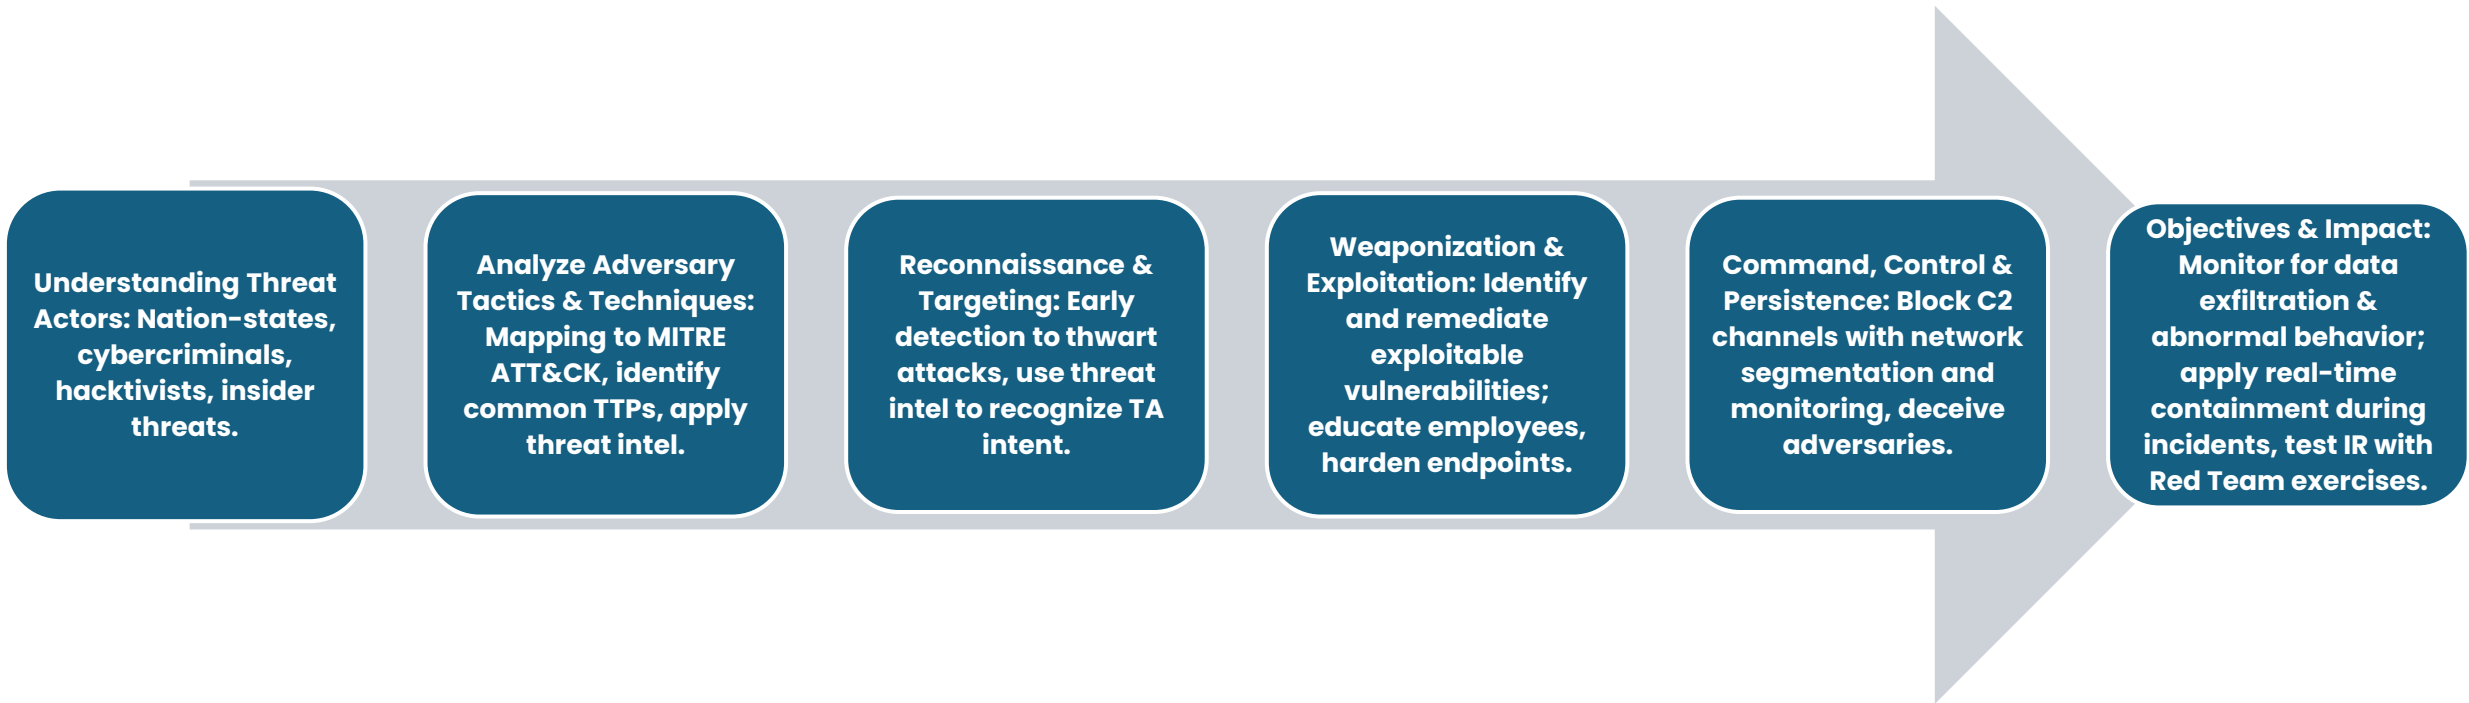 Understanding Threat
Actors: Nation-states,
cybercriminals,
hacktivists, insider
threats.
Analyze Adversary
Tactics & Techniques:
Mapping to MITRE
ATT&CK, identify
common TTPs, apply
threat intel.
Reconnaissance &
Targeting: Early
detection to thwart
attacks, use threat
intel to recognize TA
intent.
Weaponization &
Exploitation: Identify
and remediate
exploitable
vulnerabilities;
educate employees,
harden endpoints.
Command, Control &
Persistence: Block C2
channels with network
segmentation and
monitoring, deceive
adversaries.
Objectives & Impact:
Monitor for data
exfiltration &
abnormal behavior;
apply real-time
containment during
incidents, test IR with
Red Team exercises.